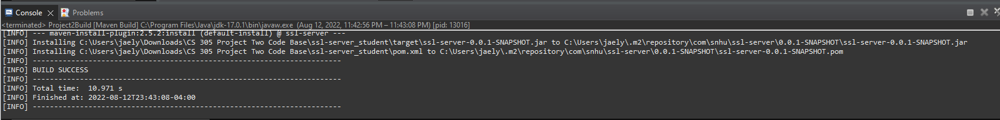 Console Problems
<terminated> Project2Build [Maven Build] C:\Program Files\Java\jdk-17.0.1\bin\javaw.exe (Aug 12, 2022, 11:42:56 PM – 11:43:08 PM) [pid: 13016]
[INFO] --- maven-install-plugin:2.5.2:install (default-install) @ ssl-server ---
[INFO] Installing C:\Users\jaely\Downloads\CS 305 Project Two Code Base\ssl-server_student\target\ssl-server-0.0.1-SNAPSHOT.jar to C:\Users\jaely\.m2\repository\com\snhu\ssl-server\0.0.1-SNAPSHOT\ssl-server-0.0.1-SNAPSHOT.jar
[INFO] Installing C:\Users\jaely\Downloads\CS 305 Project Two Code Base\ssl-server_student\pom.xml to C:\Users\jaely\.m2\repository\com\snhu\ssl-server\0.0.1-SNAPSHOT\ssl-server-0.0.1-SNAPSHOT.pom
[INFO] ------------------------------------------------------------------------
[INFO] BUILD SUCCESS
[INFO] ------------------------------------------------------------------------
[INFO] Total time:  10.971 s
[INFO] Finished at: 2022-08-12T23:43:08-04:00
[INFO] ------------------------------------------------------------------------